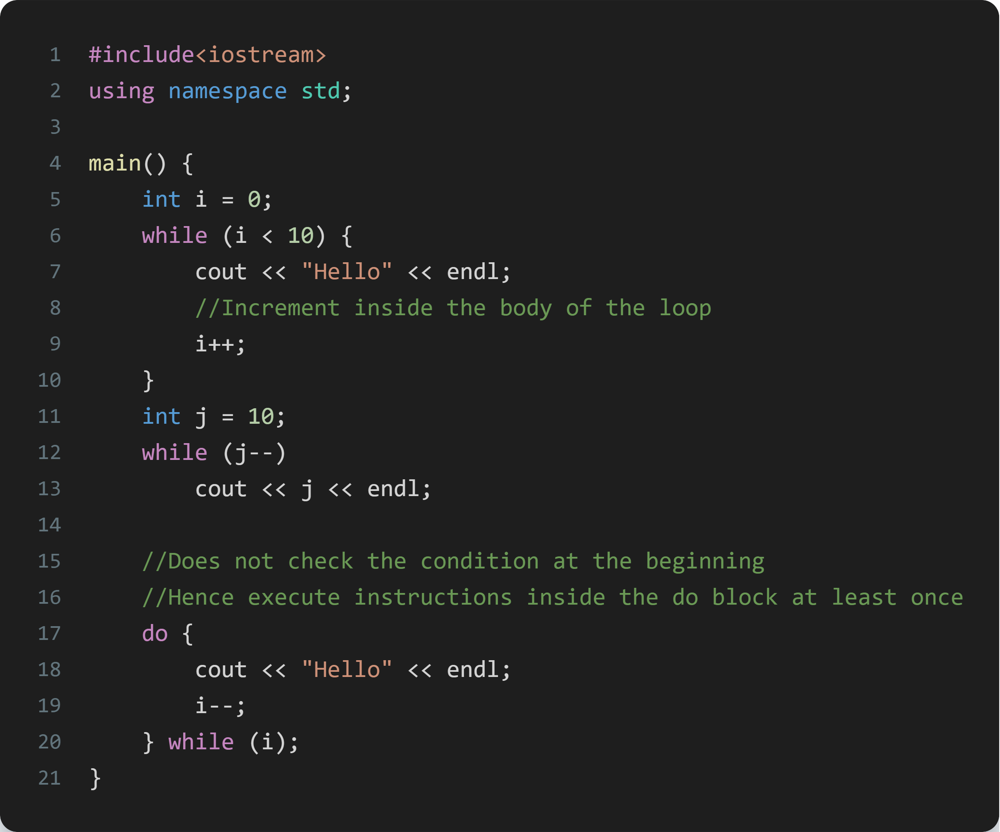 1 #include<iostream>
2 using namespace std;
3
4 main() {
5     int i = 0;
6     while (i < 10) {
7         cout << "Hello" << endl;
8         //Increment inside the body of the loop
9         i++;
10     }
11     int j = 10;
12     while (j--)
13         cout << j << endl;
14
15     //Does not check the condition at the beginning
16     //Hence execute instructions inside the do block at least once
17     do {
18         cout << "Hello" << endl;
19         i--;
20     } while (i);
21 }